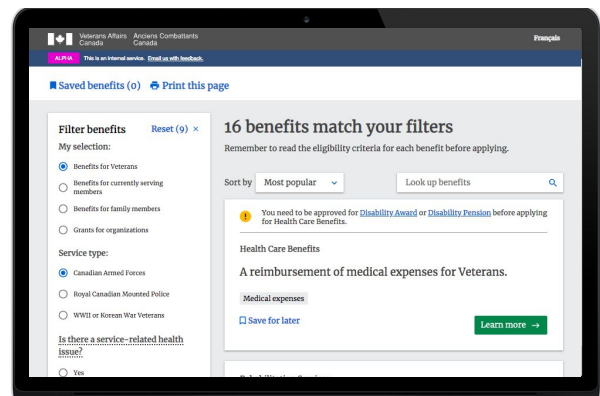 Veterans Affairs Anciens Combattants
Canada Canada
Français
ALPHA This is an internal service. Email us with feedback.
Saved benefits (0) Print this page
Filter benefits Reset (9) ×
My selection:
Benefits for Veterans
Benefits for currently serving
members
Benefits for family members
Grants for organizations
Service type:
Canadian Armed Forces
Royal Canadian Mounted Police
WWII or Korean War Veterans
Is there a service-related health
issue?
Yes
16 benefits match your filters
Remember to read the eligibility criteria for each benefit before applying.
Sort by Most popular Look up benefits
You need to be approved for Disability Award or Disability Pension before applying
for Health Care Benefits.
Health Care Benefits
A reimbursement of medical expenses for Veterans.
Medical expenses
Save for later
Learn more →